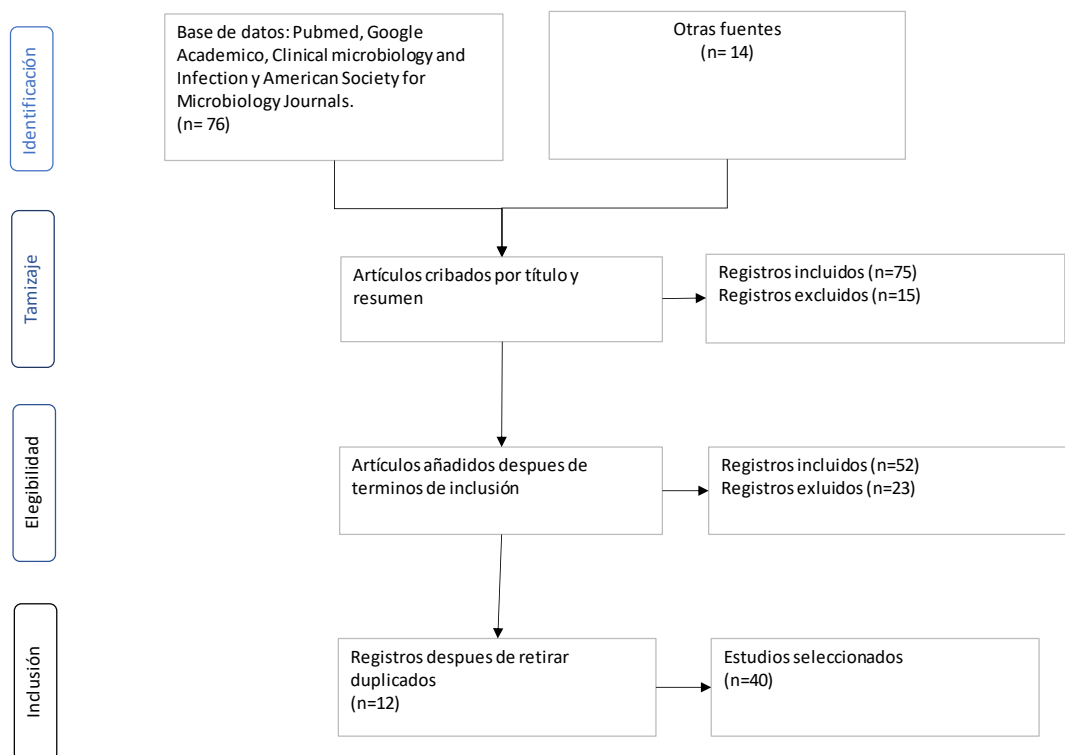 Identificación
Base de datos: Pubmed, Google
Academico, Clinical microbiology and
Infection y American Society for
Microbiology Journals.
(n= 76)
Otras fuentes
(n= 14)
Tamizaje
Artículos cribados por título y
resumen
Registros incluidos (n=75)
Registros excluidos (n=15)
Elegibilidad
Artículos añadidos despues de
terminos de inclusión
Registros incluidos (n=52)
Registros exluidos (n=23)
Inclusión
Registros despues de retirar
duplicados
(n=12)
Estudios seleccionados
(n=40)